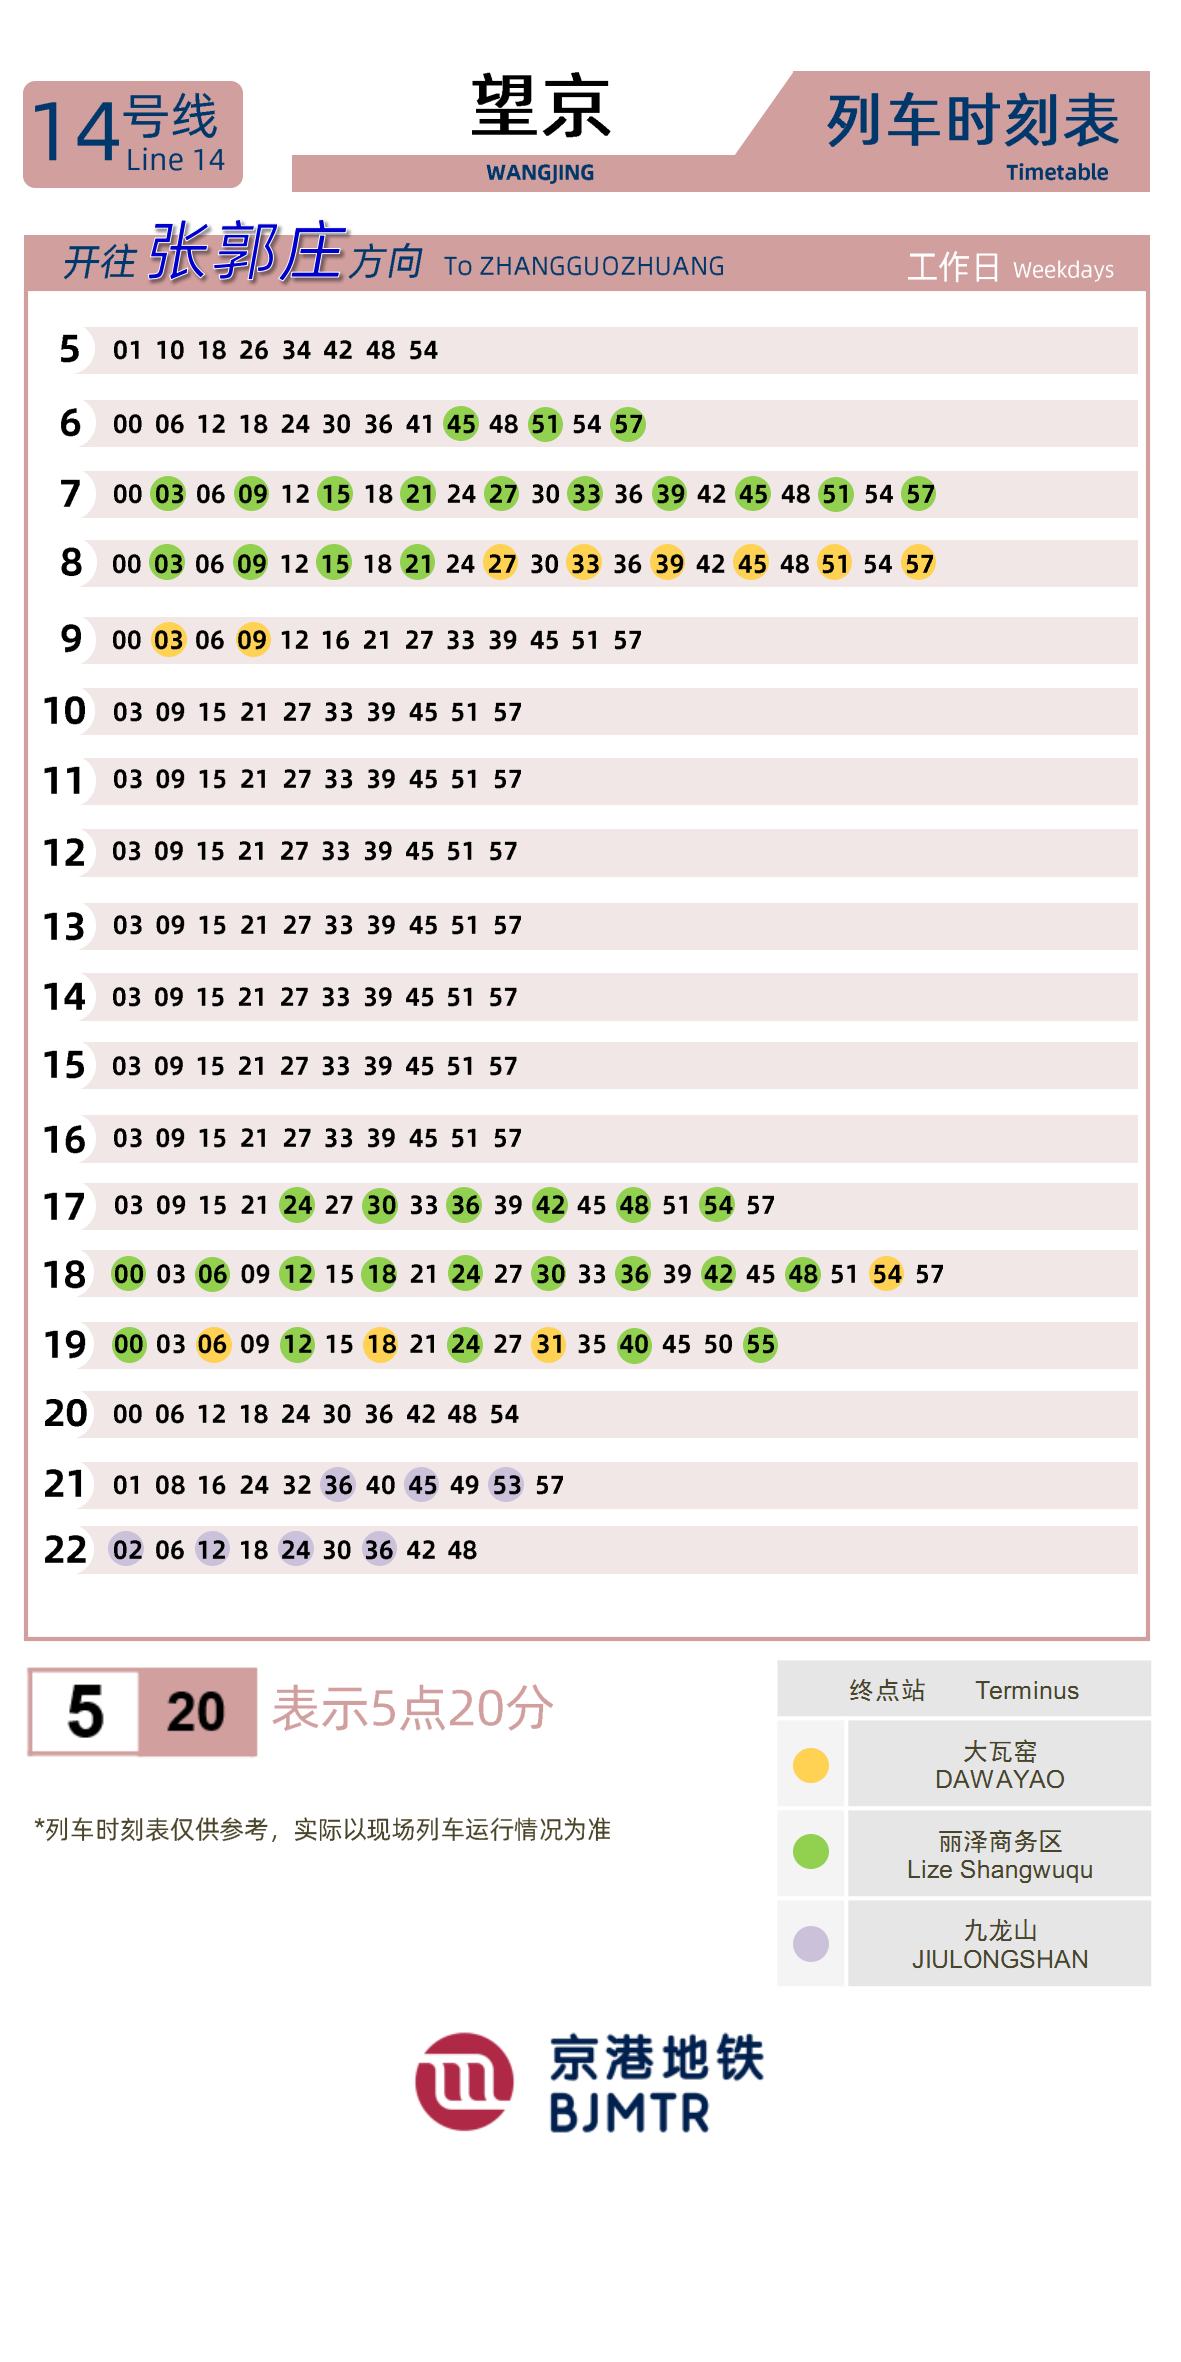 14号线
Line 14
望京
WANGJING
列车时刻表
Timetable
开往 张郭庄 方向 To ZHANGGUOZHUANG
工作日 Weekdays
5 01 10 18 26 34 42 48 54
6 00 06 12 18 24 30 36 41 45 48 51 54 57
7 00 03 06 09 12 15 18 21 24 27 30 33 36 39 42 45 48 51 54 57
8 00 03 06 09 12 15 18 21 24 27 30 33 36 39 42 45 48 51 54 57
9 00 03 06 09 12 16 21 27 33 39 45 51 57
10 03 09 15 21 27 33 39 45 51 57
11 03 09 15 21 27 33 39 45 51 57
12 03 09 15 21 27 33 39 45 51 57
13 03 09 15 21 27 33 39 45 51 57
14 03 09 15 21 27 33 39 45 51 57
15 03 09 15 21 27 33 39 45 51 57
16 03 09 15 21 27 33 39 45 51 57
17 03 09 15 21 24 27 30 33 36 39 42 45 48 51 54 57
18 00 03 06 09 12 15 18 21 24 27 30 33 36 39 42 45 48 51 54 57
19 00 03 06 09 12 15 18 21 24 27 31 35 40 45 50 55
20 00 06 12 18 24 30 36 42 48 54
21 01 08 16 24 32 36 40 45 49 53 57
22 02 06 12 18 24 30 36 42 48
5 20 表示5点20分
*列车时刻表仅供参考，实际以现场列车运行情况为准
终点站 Terminus
大瓦窑
DAWAYAO
丽泽商务区
Lize Shangwuqu
九龙山
JIULONGSHAN
京港地铁
BJMTR